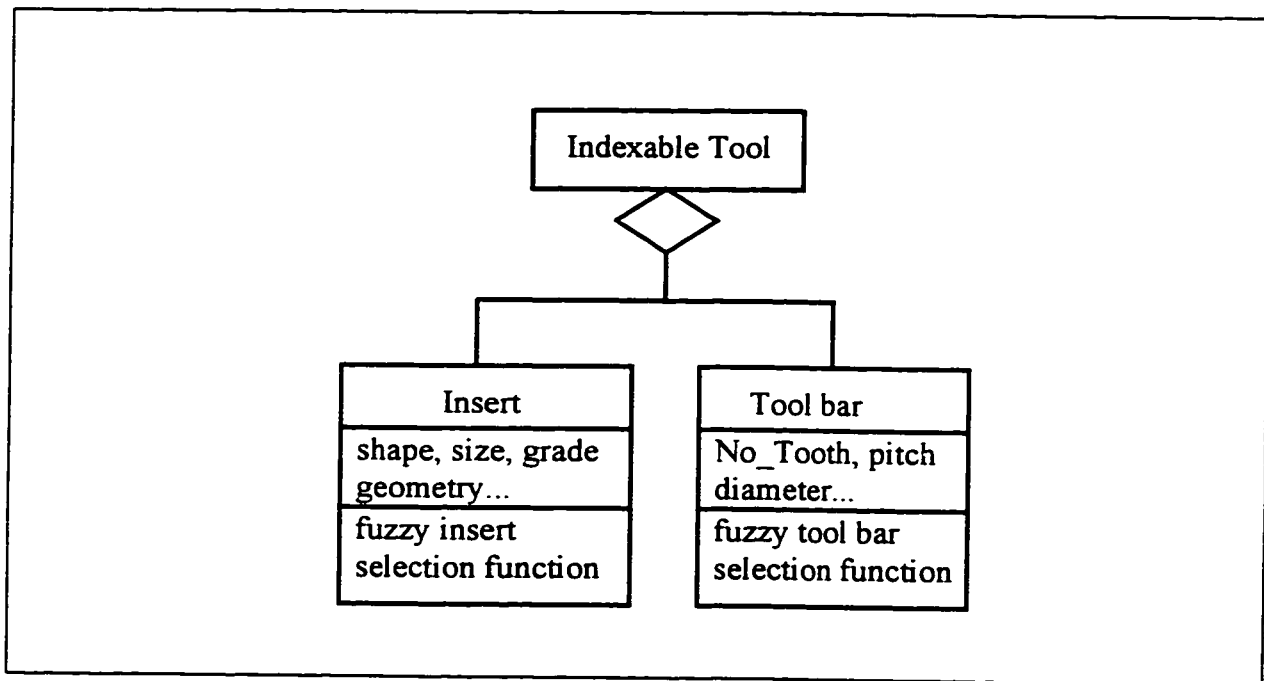 Indexable Tool
Insert
shape, size, grade
geometry...
fuzzy insert
selection function
Tool bar
No_Tooth, pitch
diameter...
fuzzy tool bar
selection function